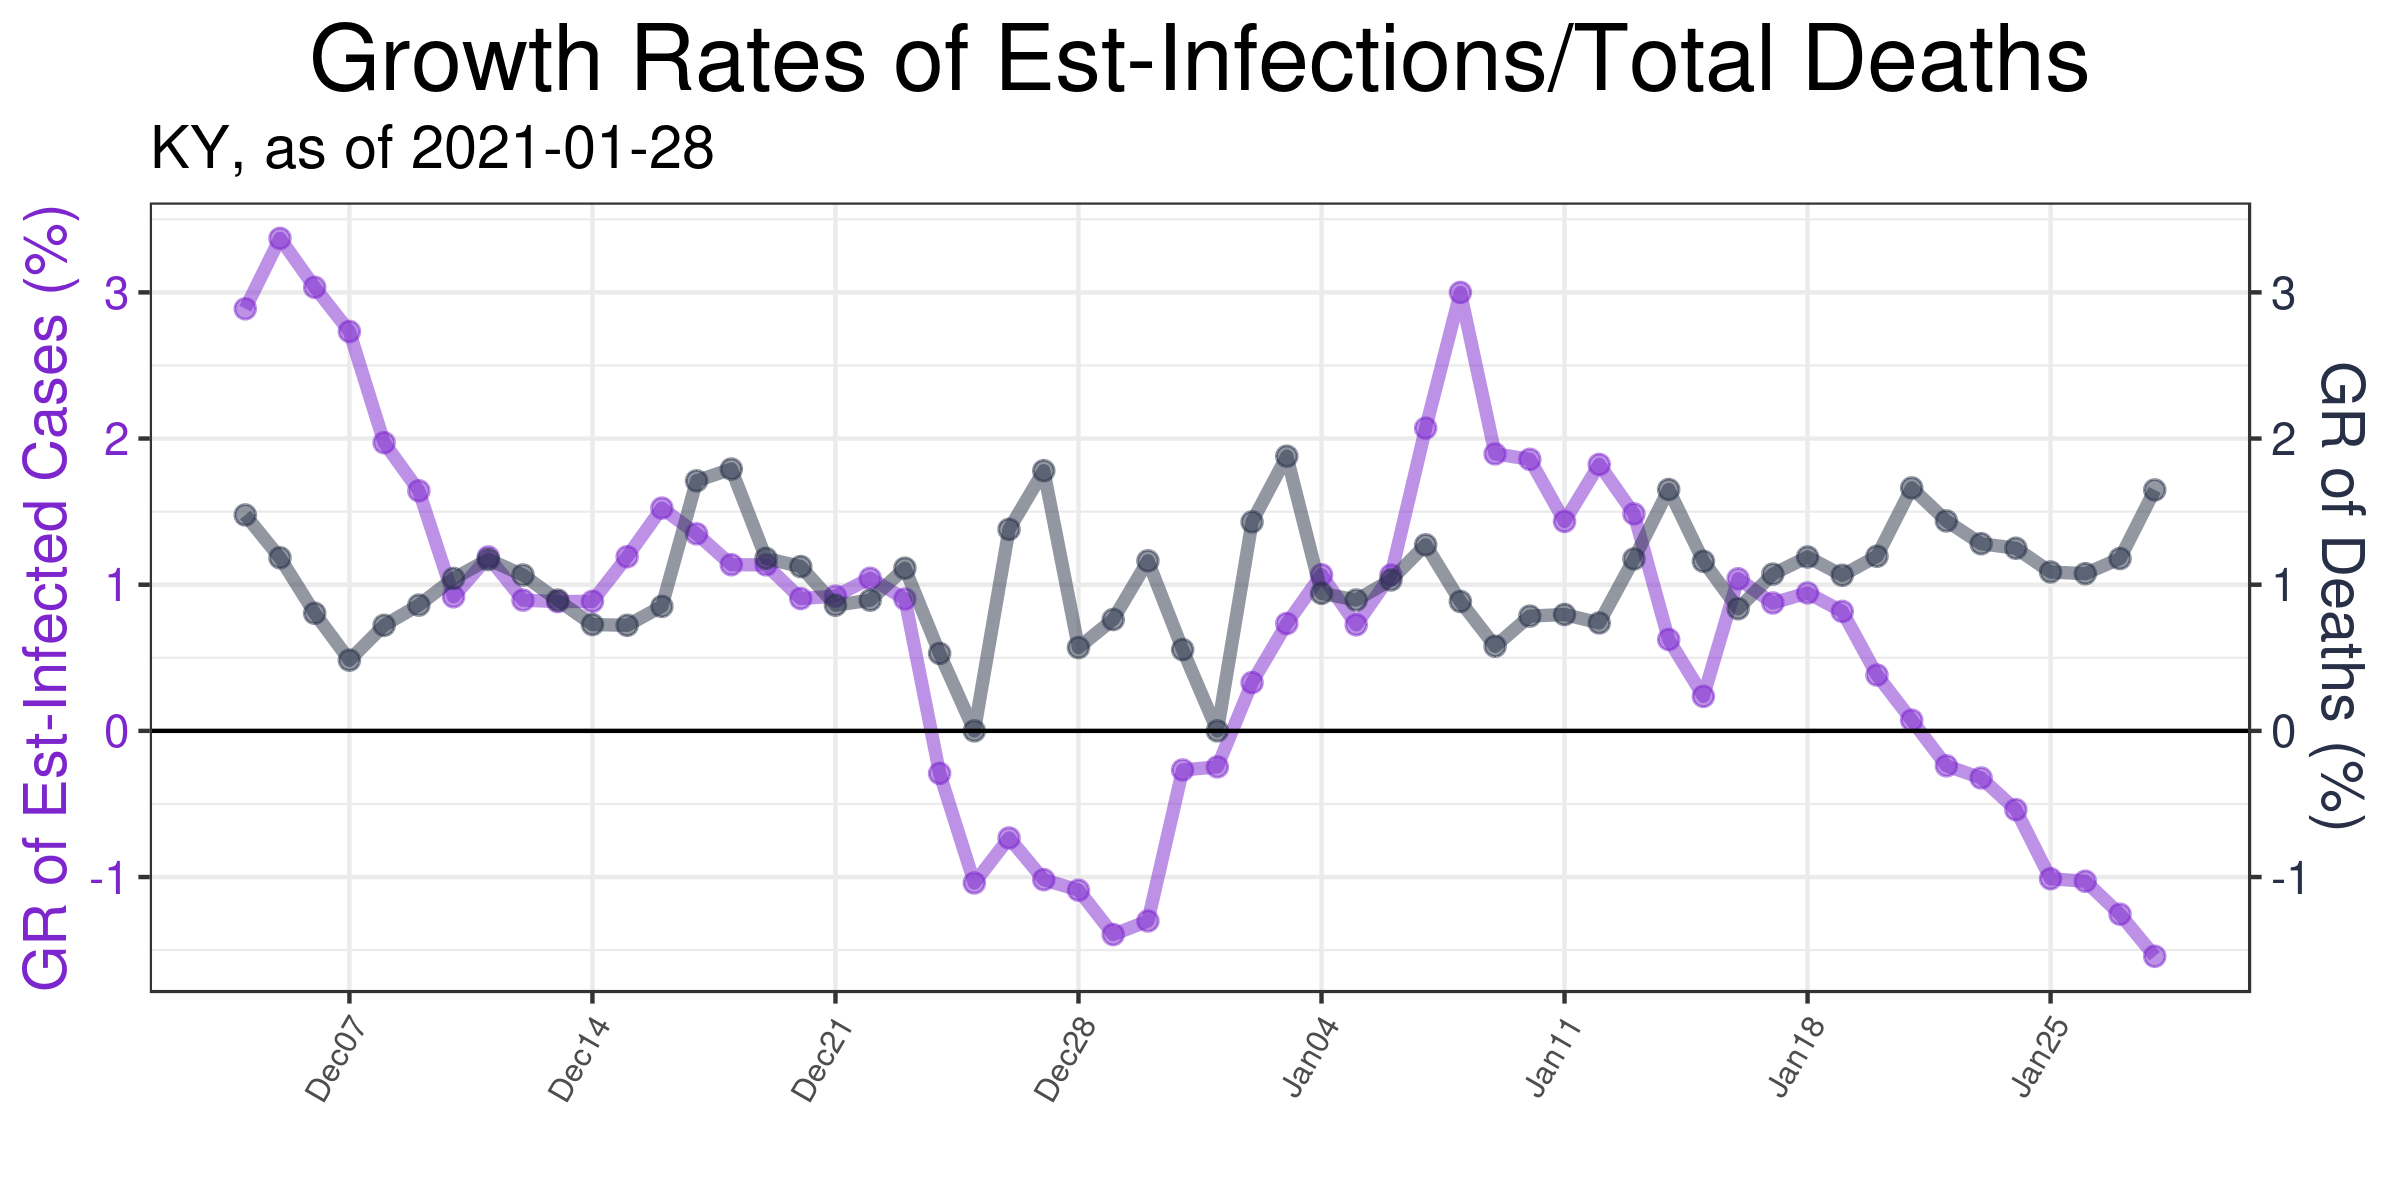 Growth Rates of Est-Infections/Total Deaths
KY, as of 2021-01-28
GR of Est-Infected Cases (%)
3
2
1
0
-1
3
2
1
0
-1
GR of Deaths (%)
Dec07
Dec14
Dec21
Dec28
Jan04
Jan11
Jan18
Jan25